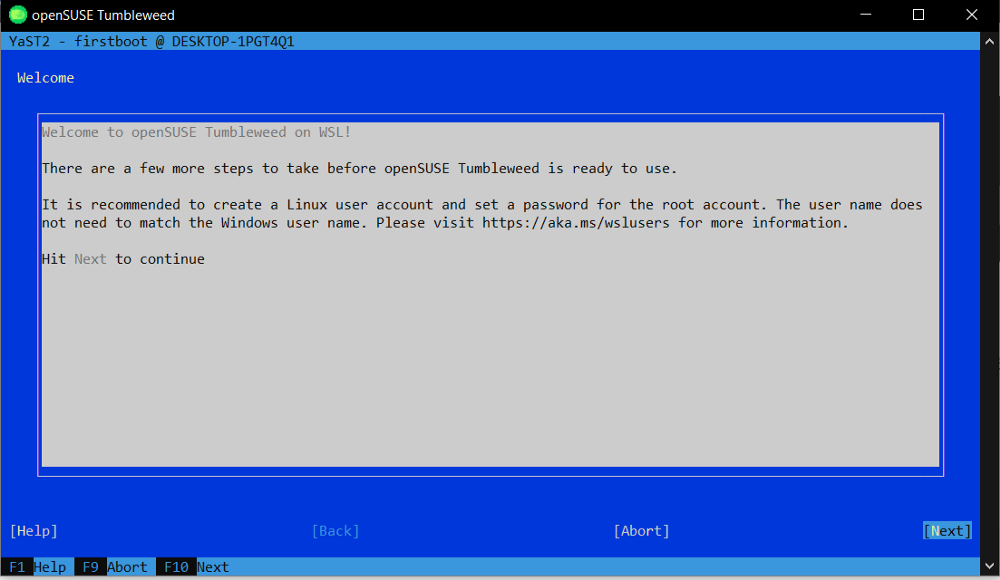 openSUSE Tumbleweed
YaST2 - firstboot @ DESKTOP-1PGT4Q1
Welcome
Welcome to openSUSE Tumbleweed on WSL!
There are a few more steps to take before openSUSE Tumbleweed is ready to use.
It is recommended to create a Linux user account and set a password for the root account. The user name does
not need to match the Windows user name. Please visit https://aka.ms/wslusers for more information.
Hit Next to continue
[Help] [Back] [Abort] [Next]
F1 Help F9 Abort F10 Next